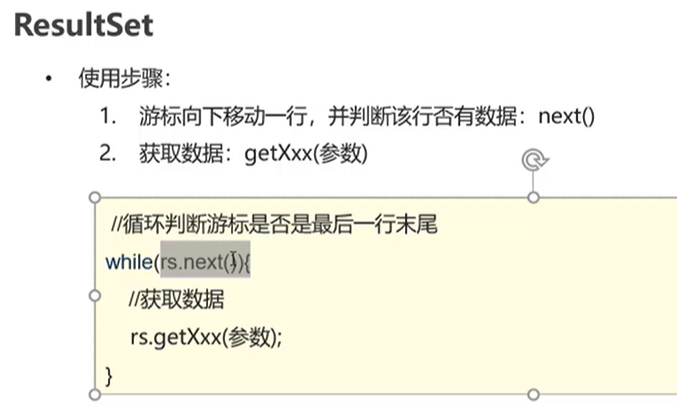 ResultSet
• 使用步骤：
1. 游标向下移动一行，并判断该行否有数据：next()
2. 获取数据：getXxx(参数)
//循环判断游标是否是最后一行末尾
while(rs.next()){
//获取数据
rs.getXxx(参数);
}